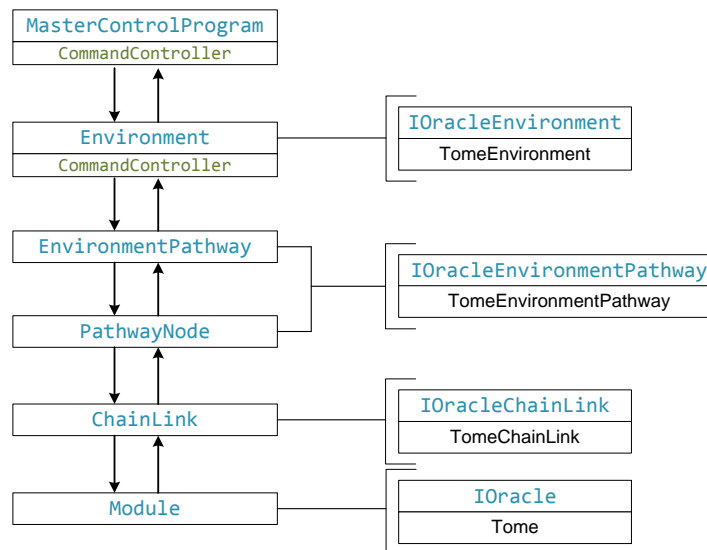 MasterControlProgram
CommandController
Environment
CommandController
IOracleEnvironment
TomeEnvironment
EnvironmentPathway
IOracleEnvironmentPathway
TomeEnvironmentPathway
PathwayNode
ChainLink
IOracleChainLink
TomeChainLink
Module
IOracle
Tome